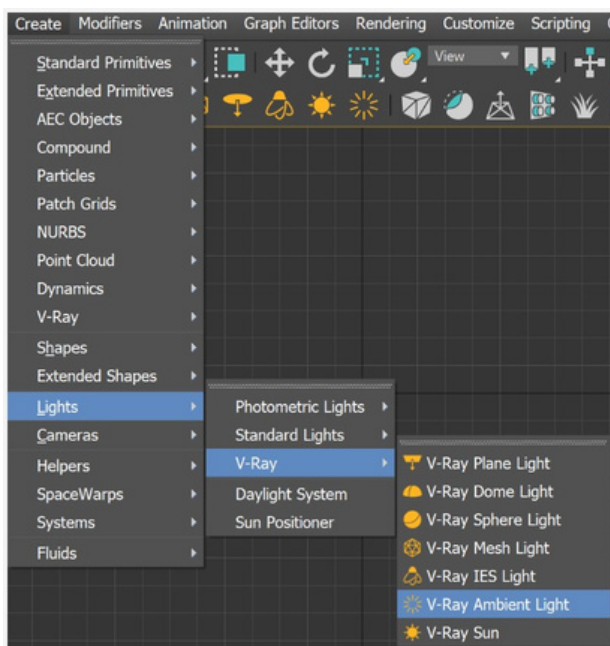 Create Modifiers Animation Graph Editors Rendering Customize Scripting
View
Standard Primitives
Extended Primitives
AEC Objects
Compound
Particles
Patch Grids
NURBS
Point Cloud
Dynamics
V-Ray
Shapes
Extended Shapes
Lights
Cameras
Helpers
SpaceWarps
Systems
Fluids
Photometric Lights
Standard Lights
V-Ray
Daylight System
Sun Positioner
V-Ray Plane Light
V-Ray Dome Light
V-Ray Sphere Light
V-Ray Mesh Light
V-Ray IES Light
V-Ray Ambient Light
V-Ray Sun